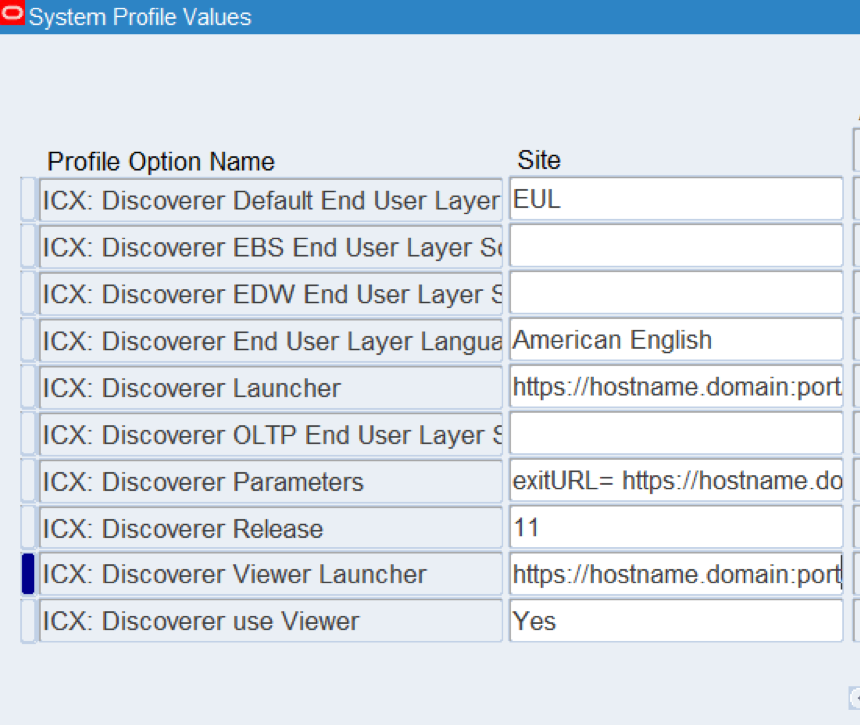 System Profile Values
Profile Option Name Site
ICX: Discoverer Default End User Layer EUL
ICX: Discoverer EBS End User Layer
ICX: Discoverer EDW End User Layer
ICX: Discoverer End User Layer Langua American English
ICX: Discoverer Launcher https://hostname.domain:port
ICX: Discoverer OLTP End User Layer
ICX: Discoverer Parameters exitURL= https://hostname.do
ICX: Discoverer Release 11
ICX: Discoverer Viewer Launcher https://hostname.domain:port
ICX: Discoverer use Viewer Yes